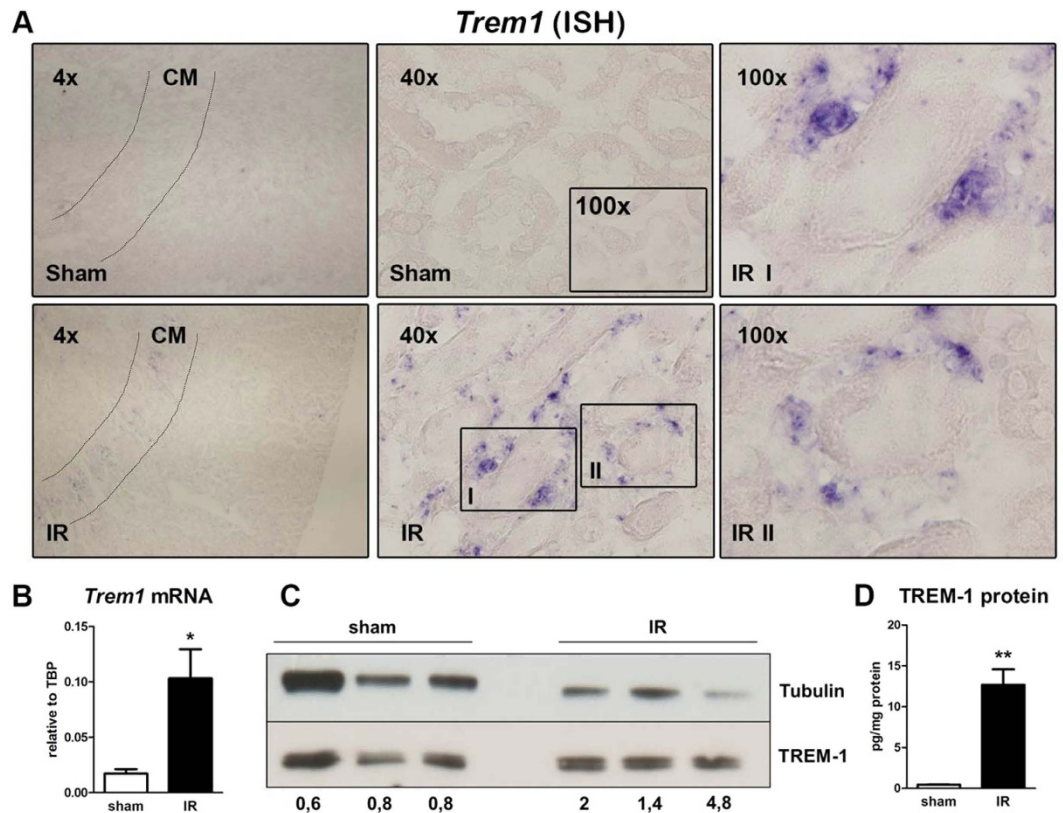 A
Trem1 (ISH)
4x CM
Sham
40x
100x
Sham
100x
IR I
4x CM
IR
40x
I
II
IR
100x
IR II
B
Trem1 mRNA
relative to TBP
0.15
*
0.10
0.05
0.00
sham IR
C
sham IR
Tubulin
TREM-1
0,6 0,8 0,8 2 1,4 4,8
D
TREM-1 protein
pg/mg protein
20
**
15
10
5
0
sham IR